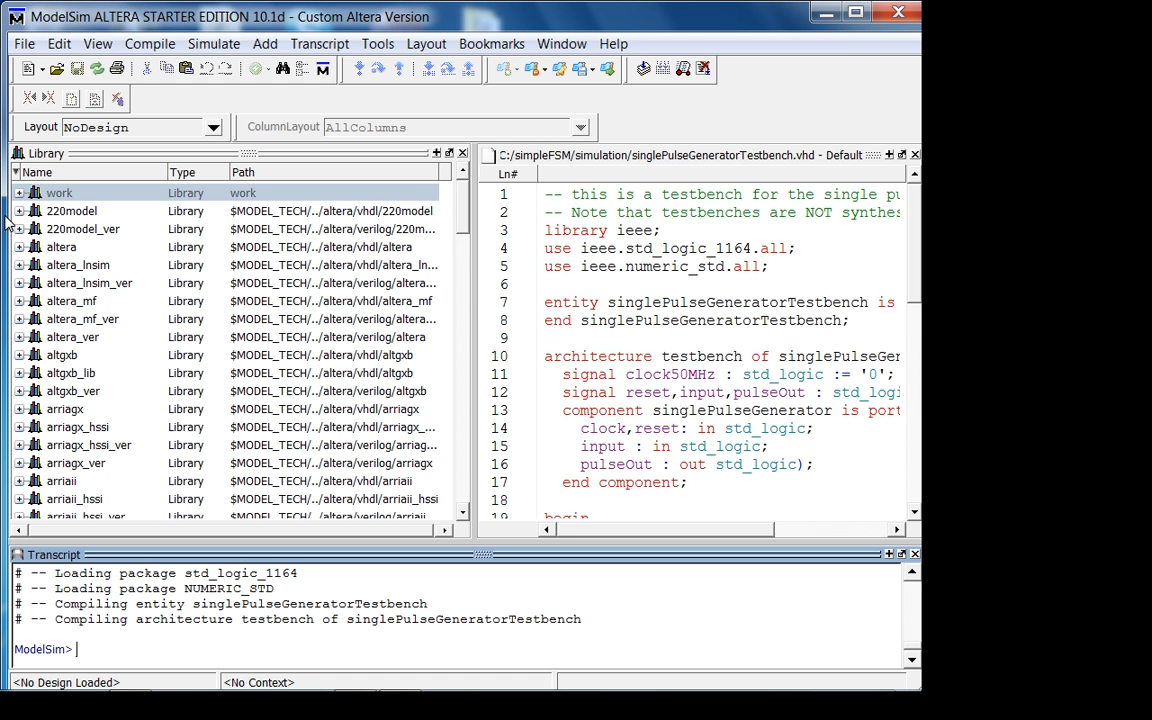 ModelSim ALTERA STARTER EDITION 10.1d - Custom Altera Version
File Edit View Compile Simulate Add Transcript Tools Layout Bookmarks Window Help
Layout NoDesign ColumnLayout AllColumns
Library
Name Type Path
work Library work
220model Library $MODEL_TECH/../altera/vhdl/220model
220model_ver Library $MODEL_TECH/../altera/verilog/220m...
altera Library $MODEL_TECH/../altera/vhdl/altera
altera_lnsim Library $MODEL_TECH/../altera/vhdl/altera_ln...
altera_lnsim_ver Library $MODEL_TECH/../altera/verilog/altera...
altera_mf Library $MODEL_TECH/../altera/vhdl/altera_mf
altera_mf_ver Library $MODEL_TECH/../altera/verilog/altera...
altera_ver Library $MODEL_TECH/../altera/verilog/altera
altgxb Library $MODEL_TECH/../altera/vhdl/altgxb
altgxb_lib Library $MODEL_TECH/../altera/vhdl/altgxb
altgxb_ver Library $MODEL_TECH/../altera/verilog/altgxb
arriagx Library $MODEL_TECH/../altera/vhdl/arriagx
arriagx_hssi Library $MODEL_TECH/../altera/vhdl/arriagx_...
arriagx_hssi_ver Library $MODEL_TECH/../altera/verilog/arriag...
arriagx_ver Library $MODEL_TECH/../altera/verilog/arriagx
arriaii Library $MODEL_TECH/../altera/vhdl/arriaii
arriaii_hssi Library $MODEL_TECH/../altera/vhdl/arriaii_hssi
arriaii_hssi_ver Library $MODEL_TECH/../altera/verilog/arriaii
C:/simpleFSM/simulation/singlePulseGeneratorTestbench.vhd - Default
Ln#
1 -- this is a testbench for the single pu
2 -- Note that testbenches are NOT synthes
3 library ieee;
4 use ieee.std_logic_1164.all;
5 use ieee.numeric_std.all;
6
7 entity singlePulseGeneratorTestbench is
8 end singlePulseGeneratorTestbench;
9
10 architecture testbench of singlePulseGen
11 signal clock50MHz : std_logic := '0';
12 signal reset,input,pulseOut : std_logi
13 component singlePulseGenerator is port
14 clock,reset: in std_logic;
15 input : in std_logic;
16 pulseOut : out std_logic);
17 end component;
18
19 begin
Transcript
# -- Loading package std_logic_1164
# -- Loading package NUMERIC_STD
# -- Compiling entity singlePulseGeneratorTestbench
# -- Compiling architecture testbench of singlePulseGeneratorTestbench
ModelSim>
<No Design Loaded> <No Context>